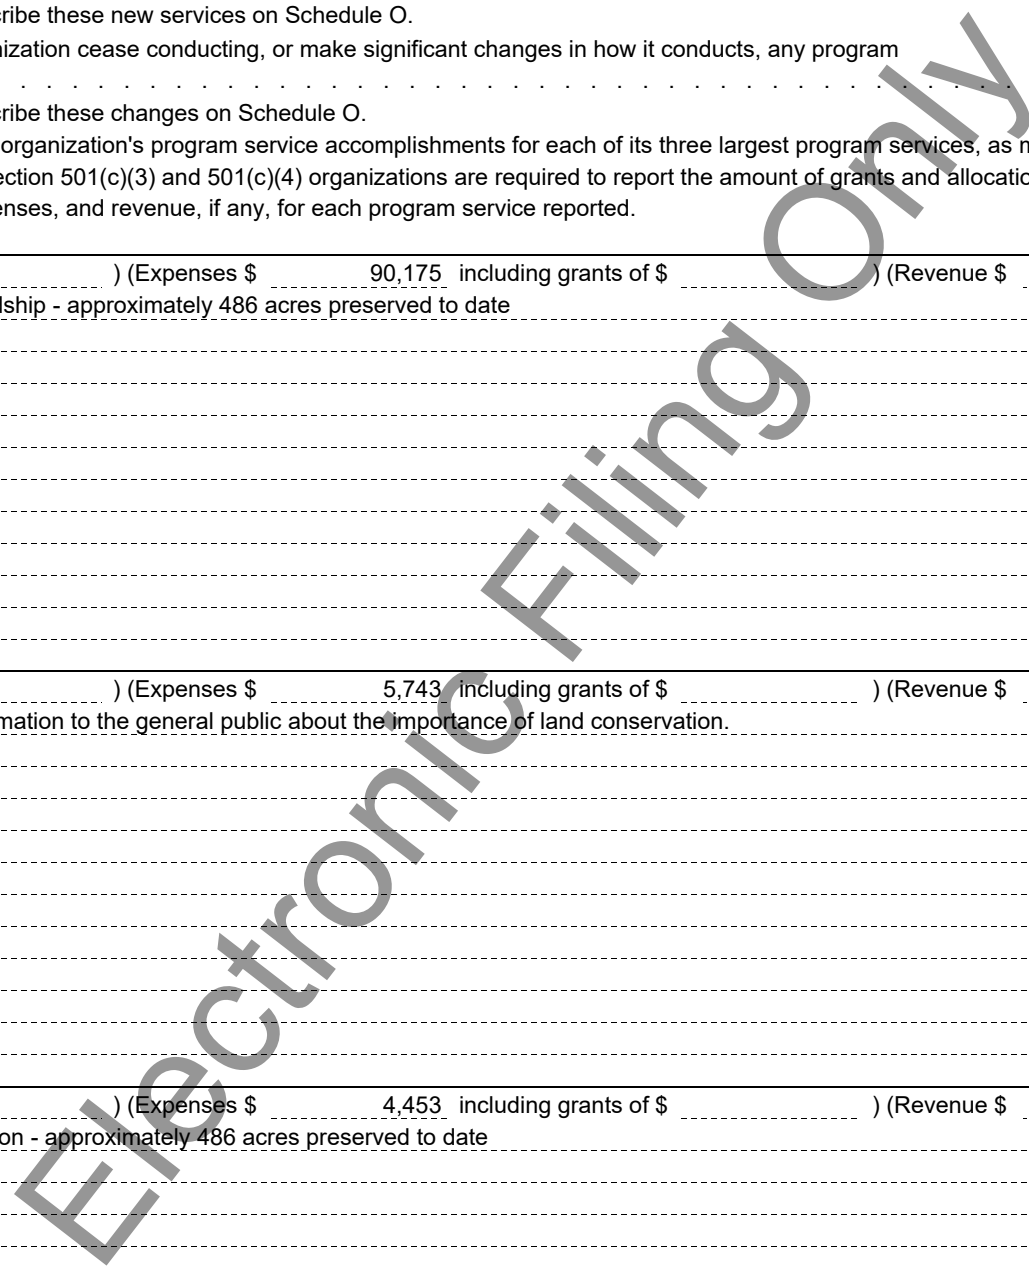 cribe these new services on Schedule O.
nization cease conducting, or make significant changes in how it conducts, any program
. . . . . . . . . . . . . . . . . . . . . . . . . . . . . . . . . . . . . . .
cribe these changes on Schedule O.
organization's program service accomplishments for each of its three largest program services, as m
ection 501(c)(3) and 501(c)(4) organizations are required to report the amount of grants and allocatio
enses, and revenue, if any, for each program service reported.
) (Expenses $ 90,175 including grants of $ ) (Revenue $
dship - approximately 486 acres preserved to date
) (Expenses $ 5,743 including grants of $ ) (Revenue $
mation to the general public about the importance of land conservation.
) (Expenses $ 4,453 including grants of $ ) (Revenue $
on - approximately 486 acres preserved to date
Electronic Filing Only